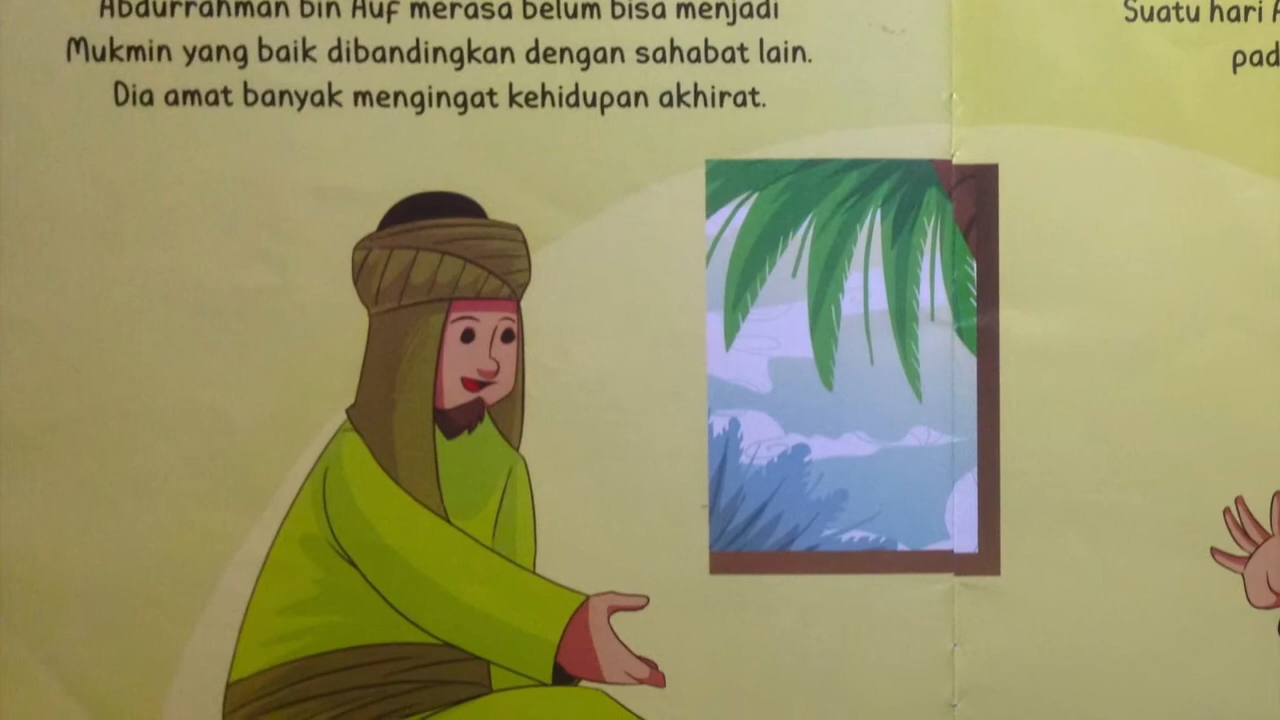 Abdurrahman bin Auf merasa belum bisa menjadi
Mukmin yang baik dibandingkan dengan sahabat lain.
Dia amat banyak mengingat kehidupan akhirat.
Suatu hari